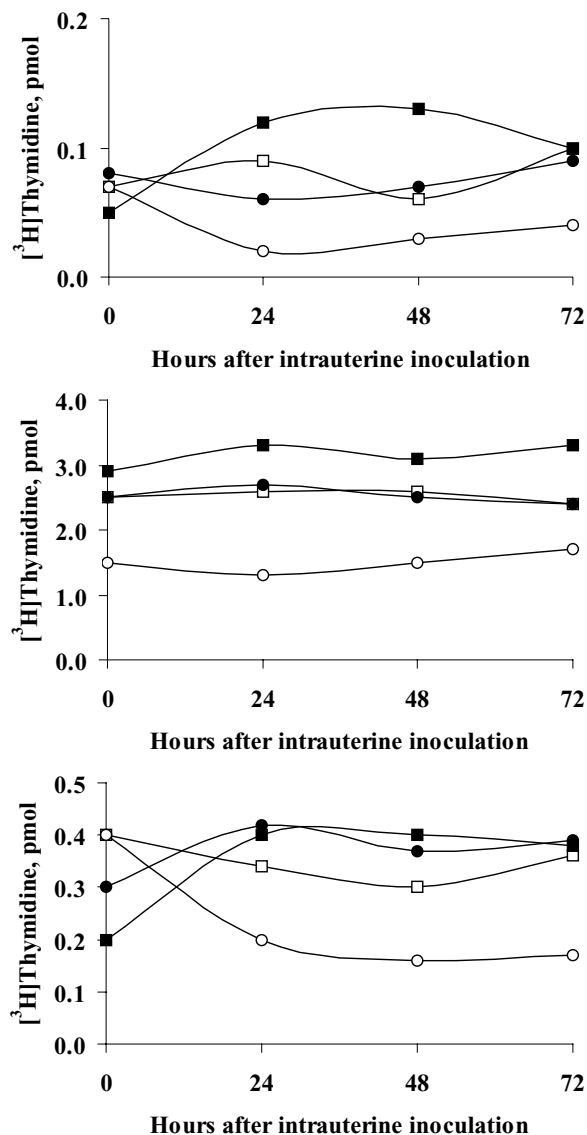 [³H]Thymidine, pmol
0.2
0.1
0.0
0 24 48 72
Hours after intrauterine inoculation
[³H]Thymidine, pmol
4.0
3.0
2.0
1.0
0.0
0 24 48 72
Hours after intrauterine inoculation
[³H]Thymidine, pmol
0.5
0.4
0.3
0.2
0.1
0.0
0 24 48 72
Hours after intrauterine inoculation